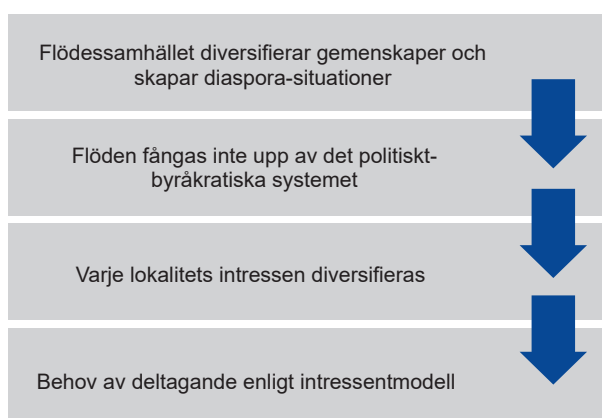 Flödessamhället diversifierar gemenskaper och
skapar diaspora-situationer
Flöden fångas inte upp av det politiskt-
byråkratiska systemet
Varje lokalitets intressen diversifieras
Behov av deltagande enligt intressentmodell